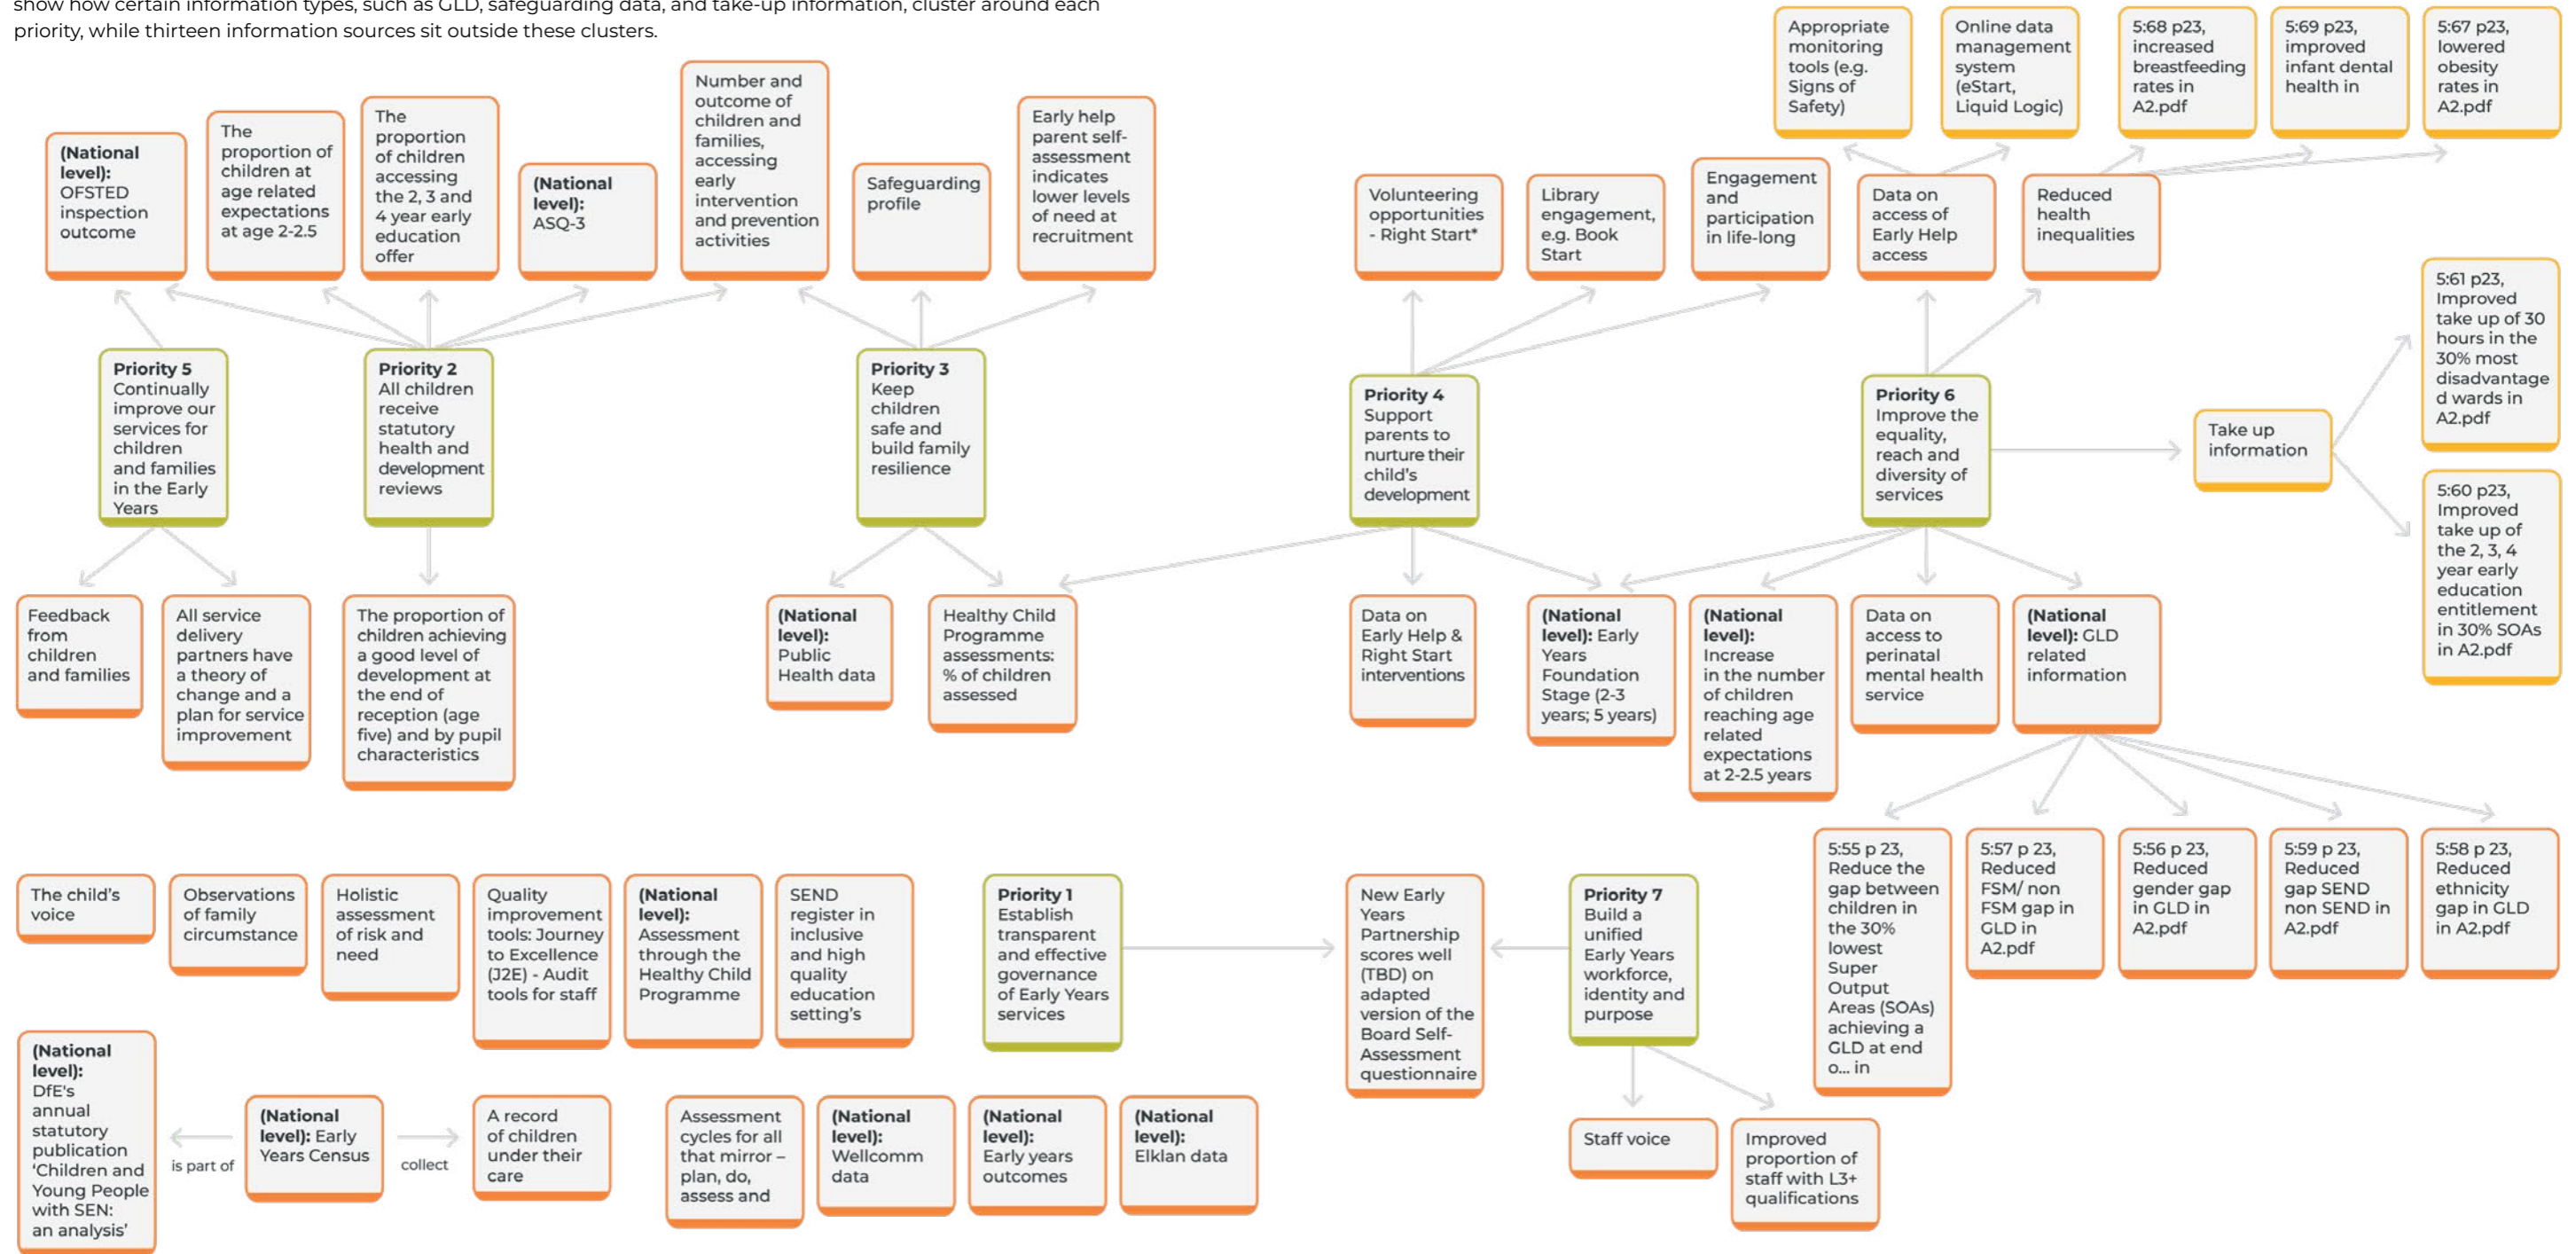 show how certain information types, such as GLD, safeguarding data, and take-up information, cluster around each
priority, while thirteen information sources sit outside these clusters.
(National
level):
OFSTED
inspection
outcome
The
proportion of
children at
age related
expectations
at age 2-2.5
The
proportion
of children
accessing
the 2, 3 and
4 year early
education
offer
(National
level):
ASQ-3
Number and
outcome of
children and
families,
accessing
early
intervention
and prevention
activities
Safeguarding
profile
Early help
parent self-
assessment
indicates
lower levels
of need at
recruitment
Volunteering
opportunities
- Right Start*
Library
engagement,
e.g. Book
Start
Engagement
and
participation
in life-long
Data on
access of
Early Help
access
Reduced
health
inequalities
Appropriate
monitoring
tools (e.g.
Signs of
Safety)
Online data
management
system
(eStart,
Liquid Logic)
5:68 p23,
increased
breastfeeding
rates in
A2.pdf
5:69 p23,
improved
infant dental
health in
5:67 p23,
lowered
obesity
rates in
A2.pdf
Priority 5
Continually
improve our
services for
children
and families
in the Early
Years
Priority 2
All children
receive
statutory
health and
development
reviews
Priority 3
Keep
children
safe and
build family
resilience
Priority 4
Support
parents to
nurture their
child's
development
Priority 6
Improve the
equality,
reach and
diversity of
services
Take up
information
5:61 p23,
Improved
take up of 30
hours in the
30% most
disadvantage
d wards in
A2.pdf
5:60 p23,
Improved
take up of
the 2, 3, 4
year early
education
entitlement
in 30% SOAs
in A2.pdf
Feedback
from
children
and families
All service
delivery
partners have
a theory of
change and a
plan for service
improvement
The proportion of
children achieving
a good level of
development at
the end of
reception (age
five) and by pupil
characteristics
(National
level):
Public
Health data
Healthy Child
Programme
assessments:
% of children
assessed
Data on
Early Help &
Right Start
interventions
(National
level): Early
Years
Foundation
Stage (2-3
years; 5 years)
(National
level):
Increase
in the number
of children
reaching age
related
expectations
at 2-2.5 years
Data on
access to
perinatal
mental health
service
(National
level): GLD
related
information
5:55 p 23,
Reduce the
gap between
children in
the 30%
lowest
Super
Output
Areas (SOAs)
achieving a
GLD at end
o... in
5:57 p 23,
Reduced
FSM/ non
FSM gap in
GLD in
A2.pdf
5:56 p 23,
Reduced
gender gap
in GLD in
A2.pdf
5:59 p 23,
Reduced
gap SEND
non SEND in
A2.pdf
5:58 p 23,
Reduced
ethnicity
gap in GLD
in A2.pdf
The child's
voice
Observations
of family
circumstance
Holistic
assessment
of risk and
need
Quality
improvement
tools: Journey
to Excellence
(J2E) - Audit
tools for staff
(National
level):
Assessment
through the
Healthy Child
Programme
SEND
register in
inclusive
and high
quality
education
setting's
Priority 1
Establish
transparent
and effective
governance
of Early Years
services
New Early
Years
Partnership
scores well
(TBD) on
adapted
version of the
Board Self-
Assessment
questionnaire
Priority 7
Build a
unified
Early Years
workforce,
identity and
purpose
(National
level):
DfE's
annual
statutory
publication
'Children and
Young People
with SEN:
an analysis'
is part of
(National
level): Early
Years Census
collect
A record
of children
under their
care
Assessment
cycles for all
that mirror –
plan, do,
assess and
(National
level):
Wellcomm
data
(National
level):
Early years
outcomes
(National
level):
Elklan data
Staff voice
Improved
proportion of
staff with L3+
qualifications